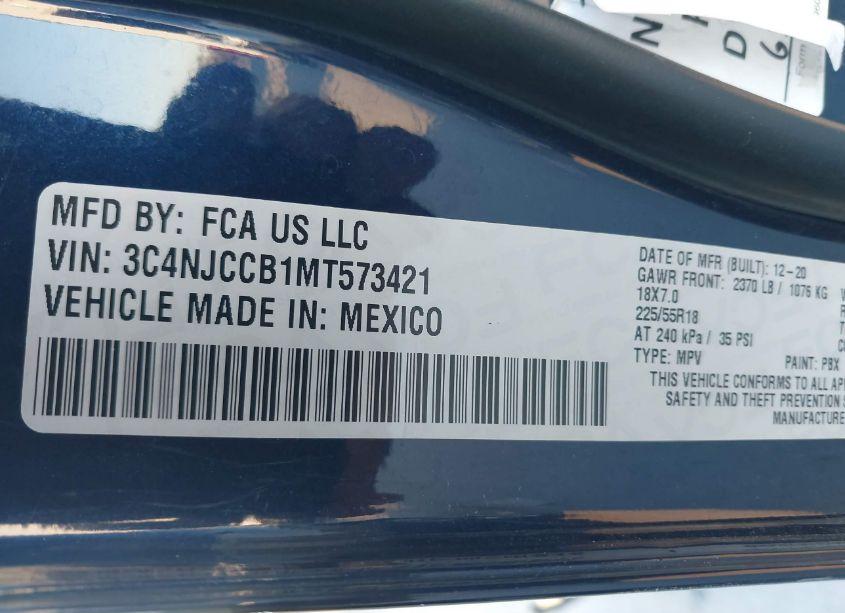 N
D
6
Form
MFD BY: FCA US LLC
VIN: 3C4NJCCB1MT573421
VEHICLE MADE IN: MEXICO
DATE OF MFR (BUILT): 12-20
GAWR FRONT: 2370 LB / 1076 KG
18X7.0
225/55R18
AT 240 kPa / 35 PSI
TYPE: MPV PAINT: PBX
THIS VEHICLE CONFORMS TO ALL
SAFETY AND THEFT PREVENTION